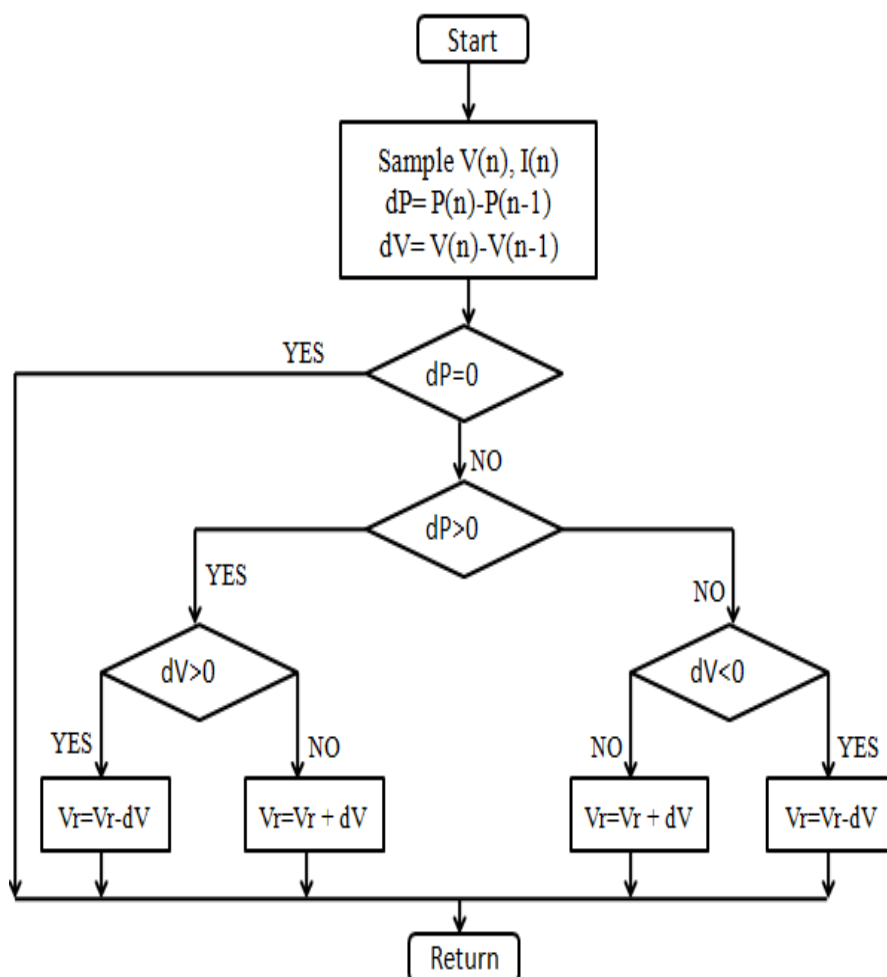 Start
Sample V(n), I(n)
dP= P(n)-P(n-1)
dV= V(n)-V(n-1)
YES
dP=0
NO
dP>0
YES
NO
dV>0
dV<0
YES
NO
NO
YES
Vr=Vr-dV
Vr=Vr + dV
Vr=Vr + dV
Vr=Vr-dV
Return